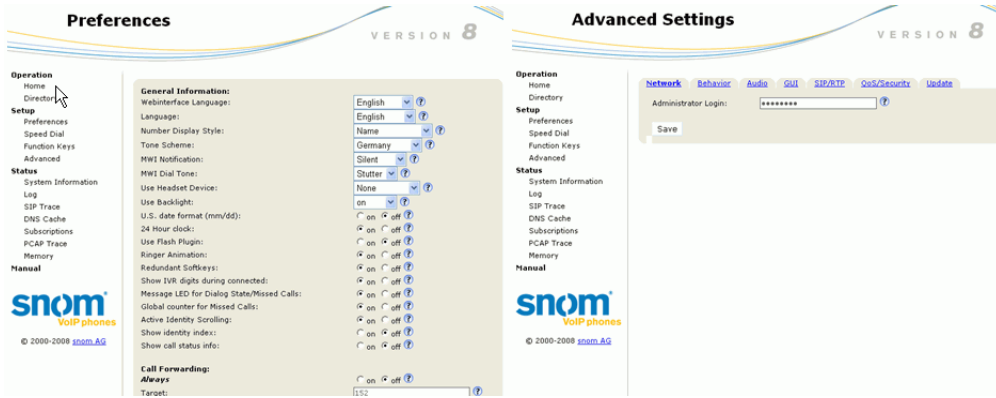 Preferences
VERSION 8
Operation
Home
Directory
Setup
Preferences
Speed Dial
Function Keys
Advanced
Status
System Information
Log
SIP Trace
DNS Cache
Subscriptions
PCAP Trace
Memory
Manual
snom
VoIP phones
© 2000-2008 snom AG
General Information:
Webinterface Language: English
Language: English
Number Display Style: Name
Tone Scheme: Germany
MWI Notification: Silent
MWI Dial Tone: Stutter
Use Headset Device: None
Use Backlight: on
U.S. date format (mm/dd): on off
24 Hour clock: on off
Use Flash Plugin: on off
Ringer Animation: on off
Redundant Softkeys: on off
Show IVR digits during connected: on off
Message LED for Dialog State/Missed Calls: on off
Global counter for Missed Calls: on off
Active Identity Scrolling: on off
Show identity index: on off
Show call status info: on off
Call Forwarding:
Always on off
Target: 152
Advanced Settings
VERSION 8
Operation
Home
Directory
Setup
Preferences
Speed Dial
Function Keys
Advanced
Status
System Information
Log
SIP Trace
DNS Cache
Subscriptions
PCAP Trace
Memory
Manual
snom
VoIP phones
© 2000-2008 snom AG
Network Behavior Audio GUI SIP/RTP QoS/Security Update
Administrator Login: ••••••••
Save